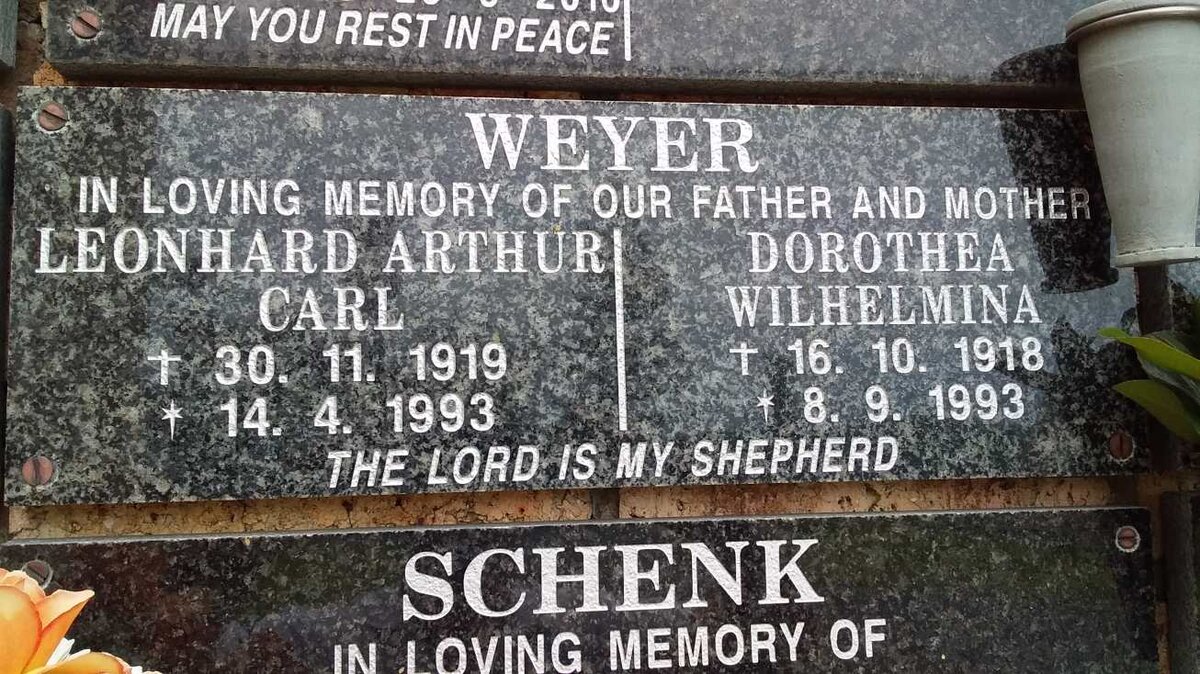 MAY YOU REST IN PEACE
WEYER
IN LOVING MEMORY OF OUR FATHER AND MOTHER
LEONHARD ARTHUR
CARL
† 30. 11. 1919
* 14. 4. 1993
DOROTHEA
WILHELMINA
† 16. 10. 1918
* 8. 9. 1993
THE LORD IS MY SHEPHERD
SCHENK
IN LOVING MEMORY OF